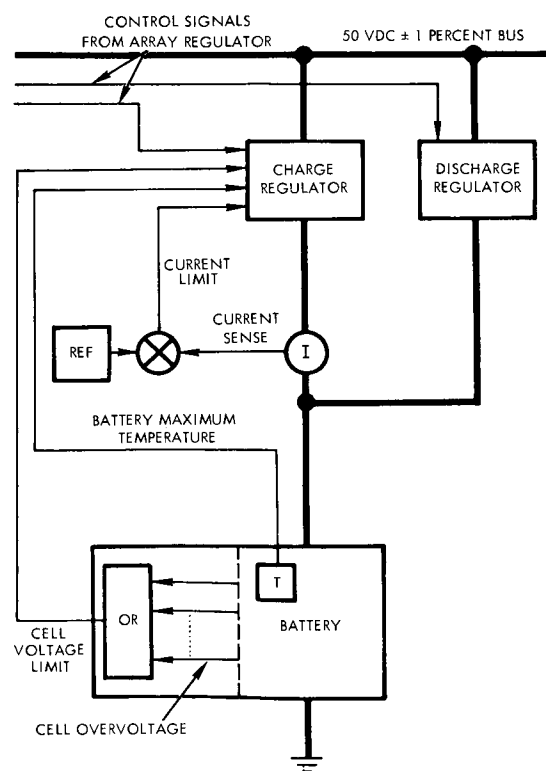 CONTROL SIGNALS
FROM ARRAY REGULATOR
50 VDC ± 1 PERCENT BUS
CHARGE
REGULATOR
DISCHARGE
REGULATOR
CURRENT
LIMIT
CURRENT
SENSE
REF
I
BATTERY MAXIMUM
TEMPERATURE
T
OR
BATTERY
CELL
VOLTAGE
LIMIT
CELL OVERVOLTAGE